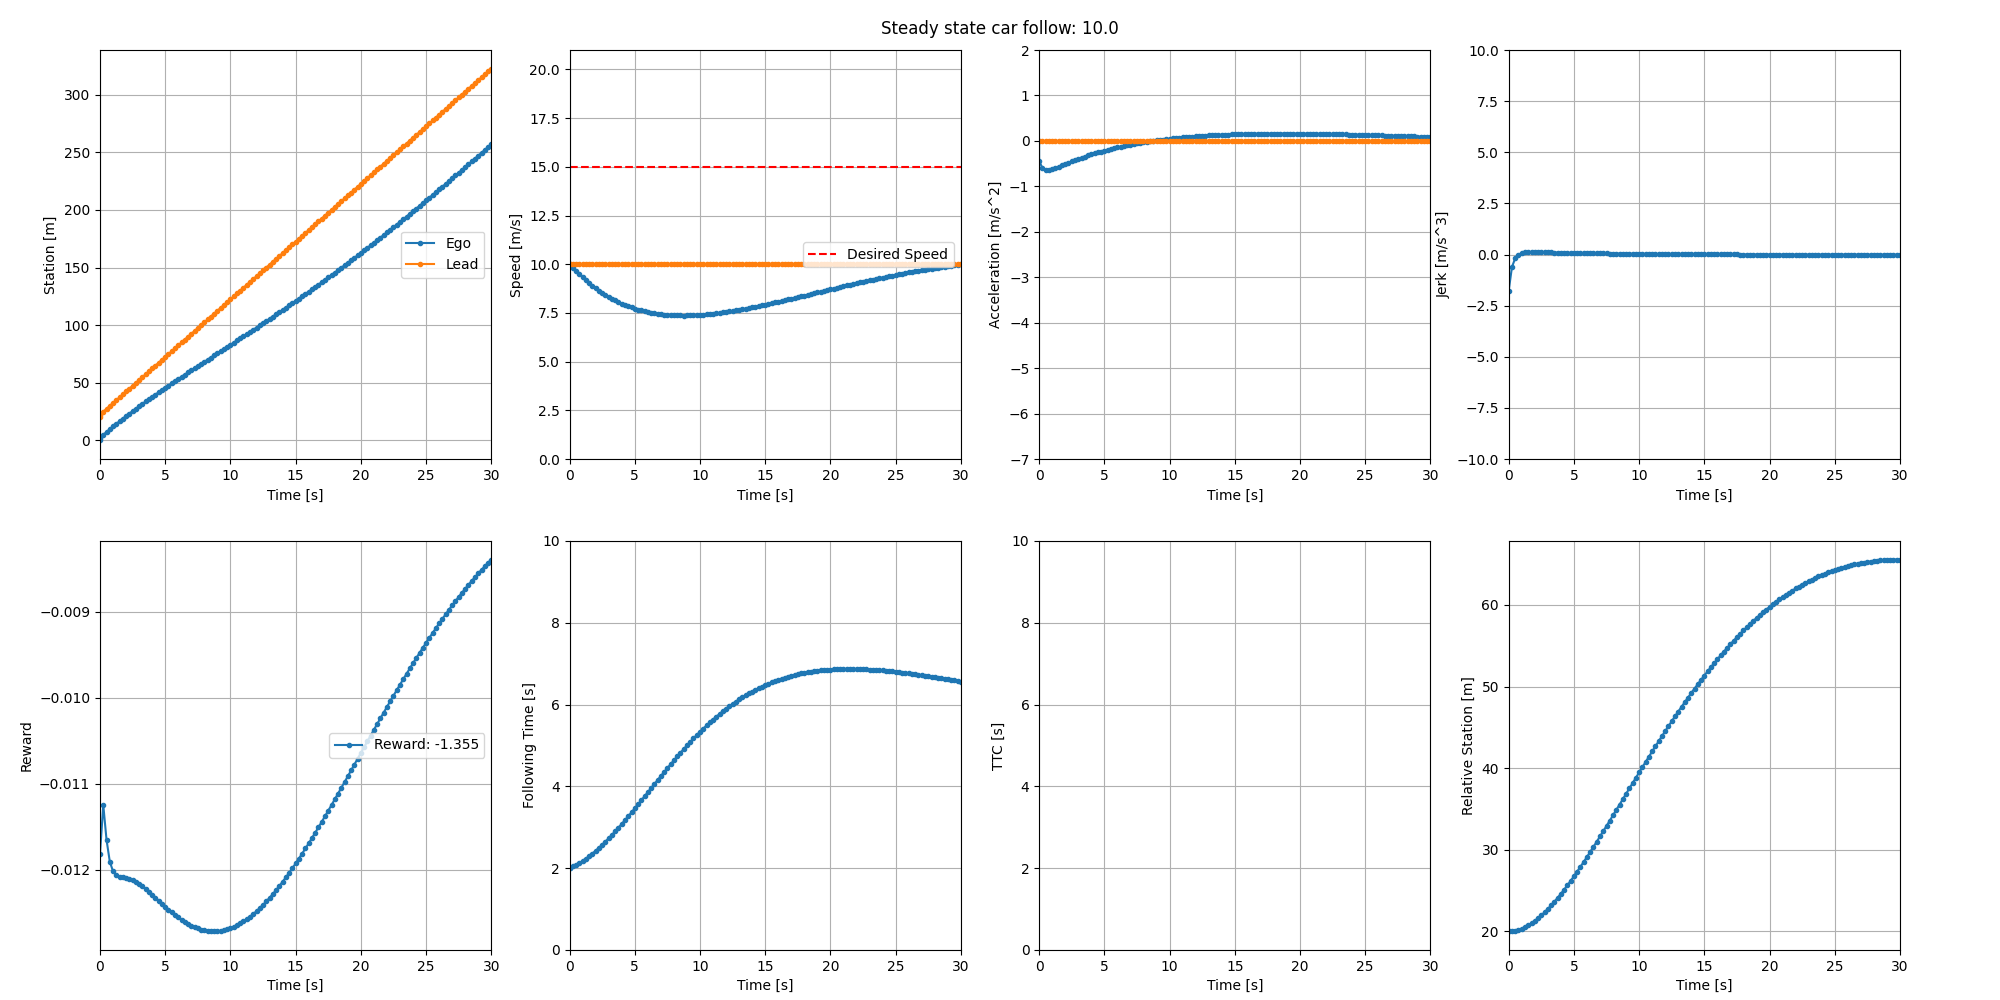 Steady state car follow: 10.0
Station [m]
300
250
200
150
100
50
0
Ego
Lead
0 5 10 15 20 25 30
Time [s]
Speed [m/s]
20.0
17.5
15.0
12.5
10.0
7.5
5.0
2.5
0.0
Desired Speed
0 5 10 15 20 25 30
Time [s]
Acceleration [m/s^2]
2
1
0
−1
−2
−3
−4
−5
−6
−7
0 5 10 15 20 25 30
Time [s]
Jerk [m/s^3]
10.0
7.5
5.0
2.5
0.0
−2.5
−5.0
−7.5
−10.0
0 5 10 15 20 25 30
Time [s]
Reward
−0.009
−0.010
−0.011
−0.012
Reward: -1.355
0 5 10 15 20 25 30
Time [s]
Following Time [s]
10
8
6
4
2
0
0 5 10 15 20 25 30
Time [s]
TTC [s]
10
8
6
4
2
0
0 5 10 15 20 25 30
Time [s]
Relative Station [m]
60
50
40
30
20
0 5 10 15 20 25 30
Time [s]